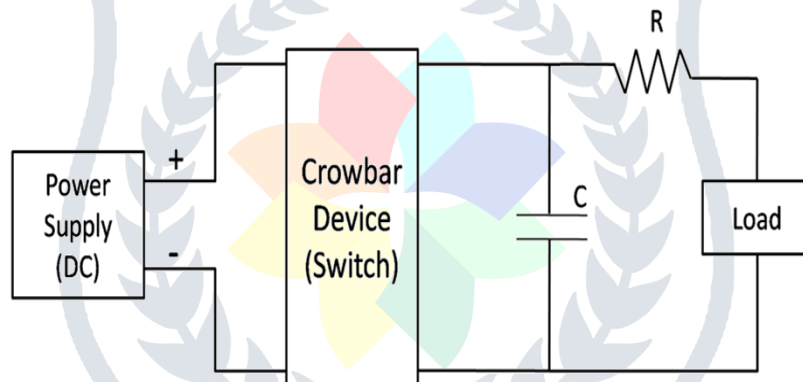 R
+
Power
Supply
(DC)
-
Crowbar
Device
(Switch)
C
Load